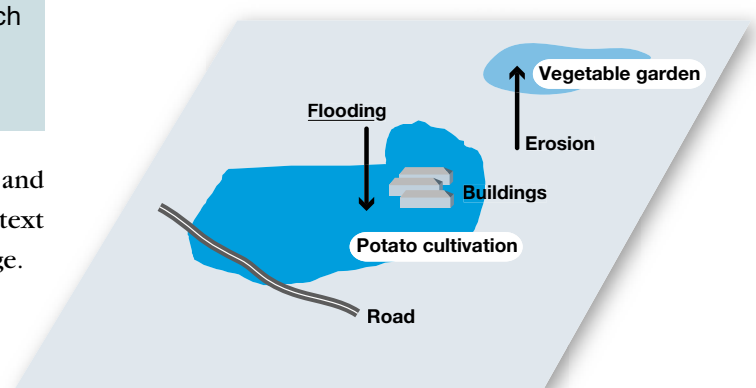 ch
and
text
ge.
Vegetable garden
Flooding
Erosion
Buildings
Potato cultivation
Road